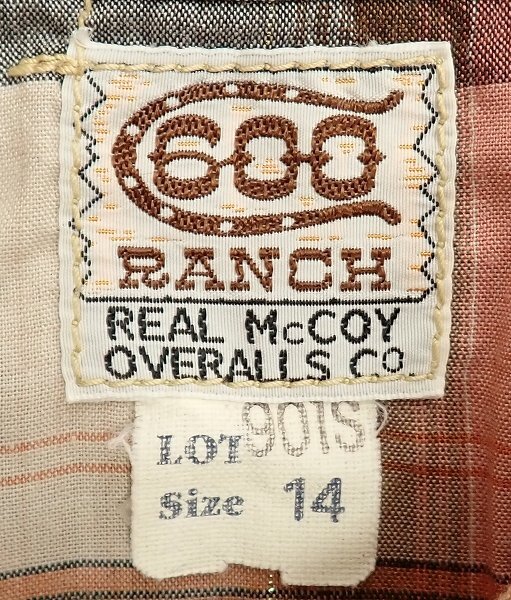 600
RANCH
REAL McCOY
OVERALLS Co.
LOT 901S
Size 14